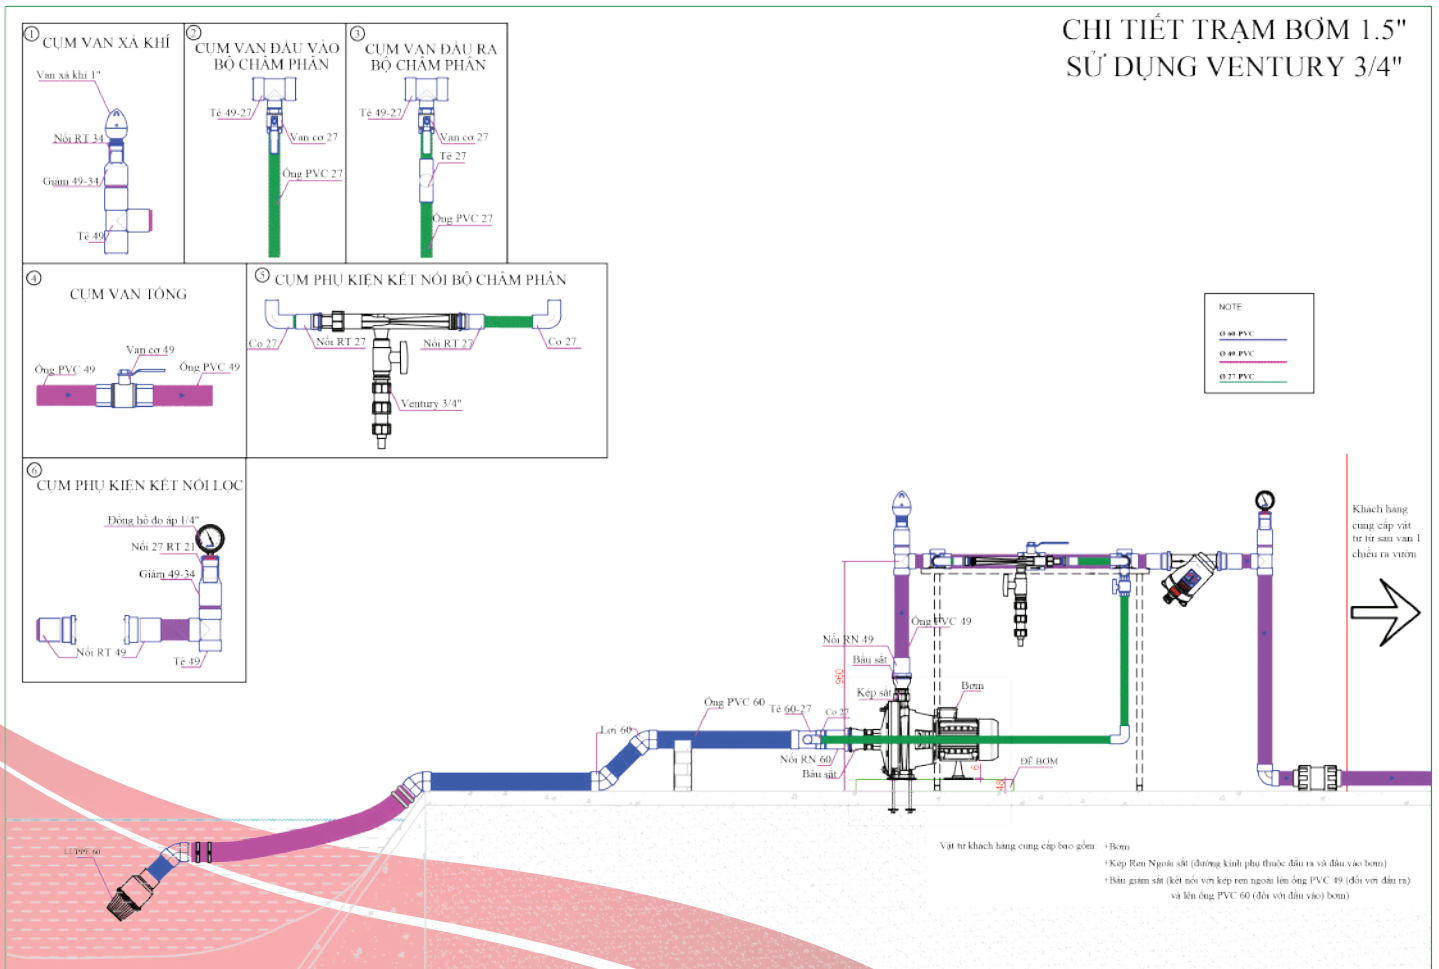 CHI TIẾT TRẠM BƠM 1.5"
SỬ DỤNG VENTURY 3/4"
1
CỤM VAN XẢ KHÍ
Van xả khí 1"
Nối RT 34
Giảm 49-34
Tê 49
2
CỤM VAN ĐẦU VÀO
BỘ CHÂM PHÂN
Tê 49-27
Van cơ 27
Ống PVC 27
3
CỤM VAN ĐẦU RA
BỘ CHÂM PHÂN
Tê 49-27
Van cơ 27
Tê 27
Ống PVC 27
4
CỤM VAN TỔNG
Van cơ 49
Ống PVC 49
Ống PVC 49
5
CỤM PHỤ KIỆN KẾT NỐI BỘ CHÂM PHÂN
Co 27
Nối RT 27
Nối RT 27
Co 27
Ventury 3/4"
6
CỤM PHỤ KIỆN KẾT NỐI LỌC
Đồng hồ đo áp 1/4"
Nối 27 RT 21
Giảm 49-34
Nối RT 49
Tê 49
NOTE
Ø 60 PVC
Ø 49 PVC
Ø 27 PVC
Khách hàng
cung cấp vật
tư từ sau van 1
chiều ra vườn
Ống PVC 49
Nối RN 49
Bầu sắt
Kép sắt
Bơm
960
Ống PVC 60
Tê 60-27
Co 27
Lơi 60
Nối RN 60
Bầu sắt
ĐẾ BƠM
LUPPE 60
Vật tư khách hàng cung cấp bao gồm: +Bơm
+Kép Ren Ngoài sắt (đường kính phụ thuộc đầu ra và đầu vào bơm)
+Bầu giảm sắt (kết nối với kép ren ngoài lên ống PVC 49 (đối với đầu ra)
và lên ống PVC 60 (đối với đầu vào) bơm)